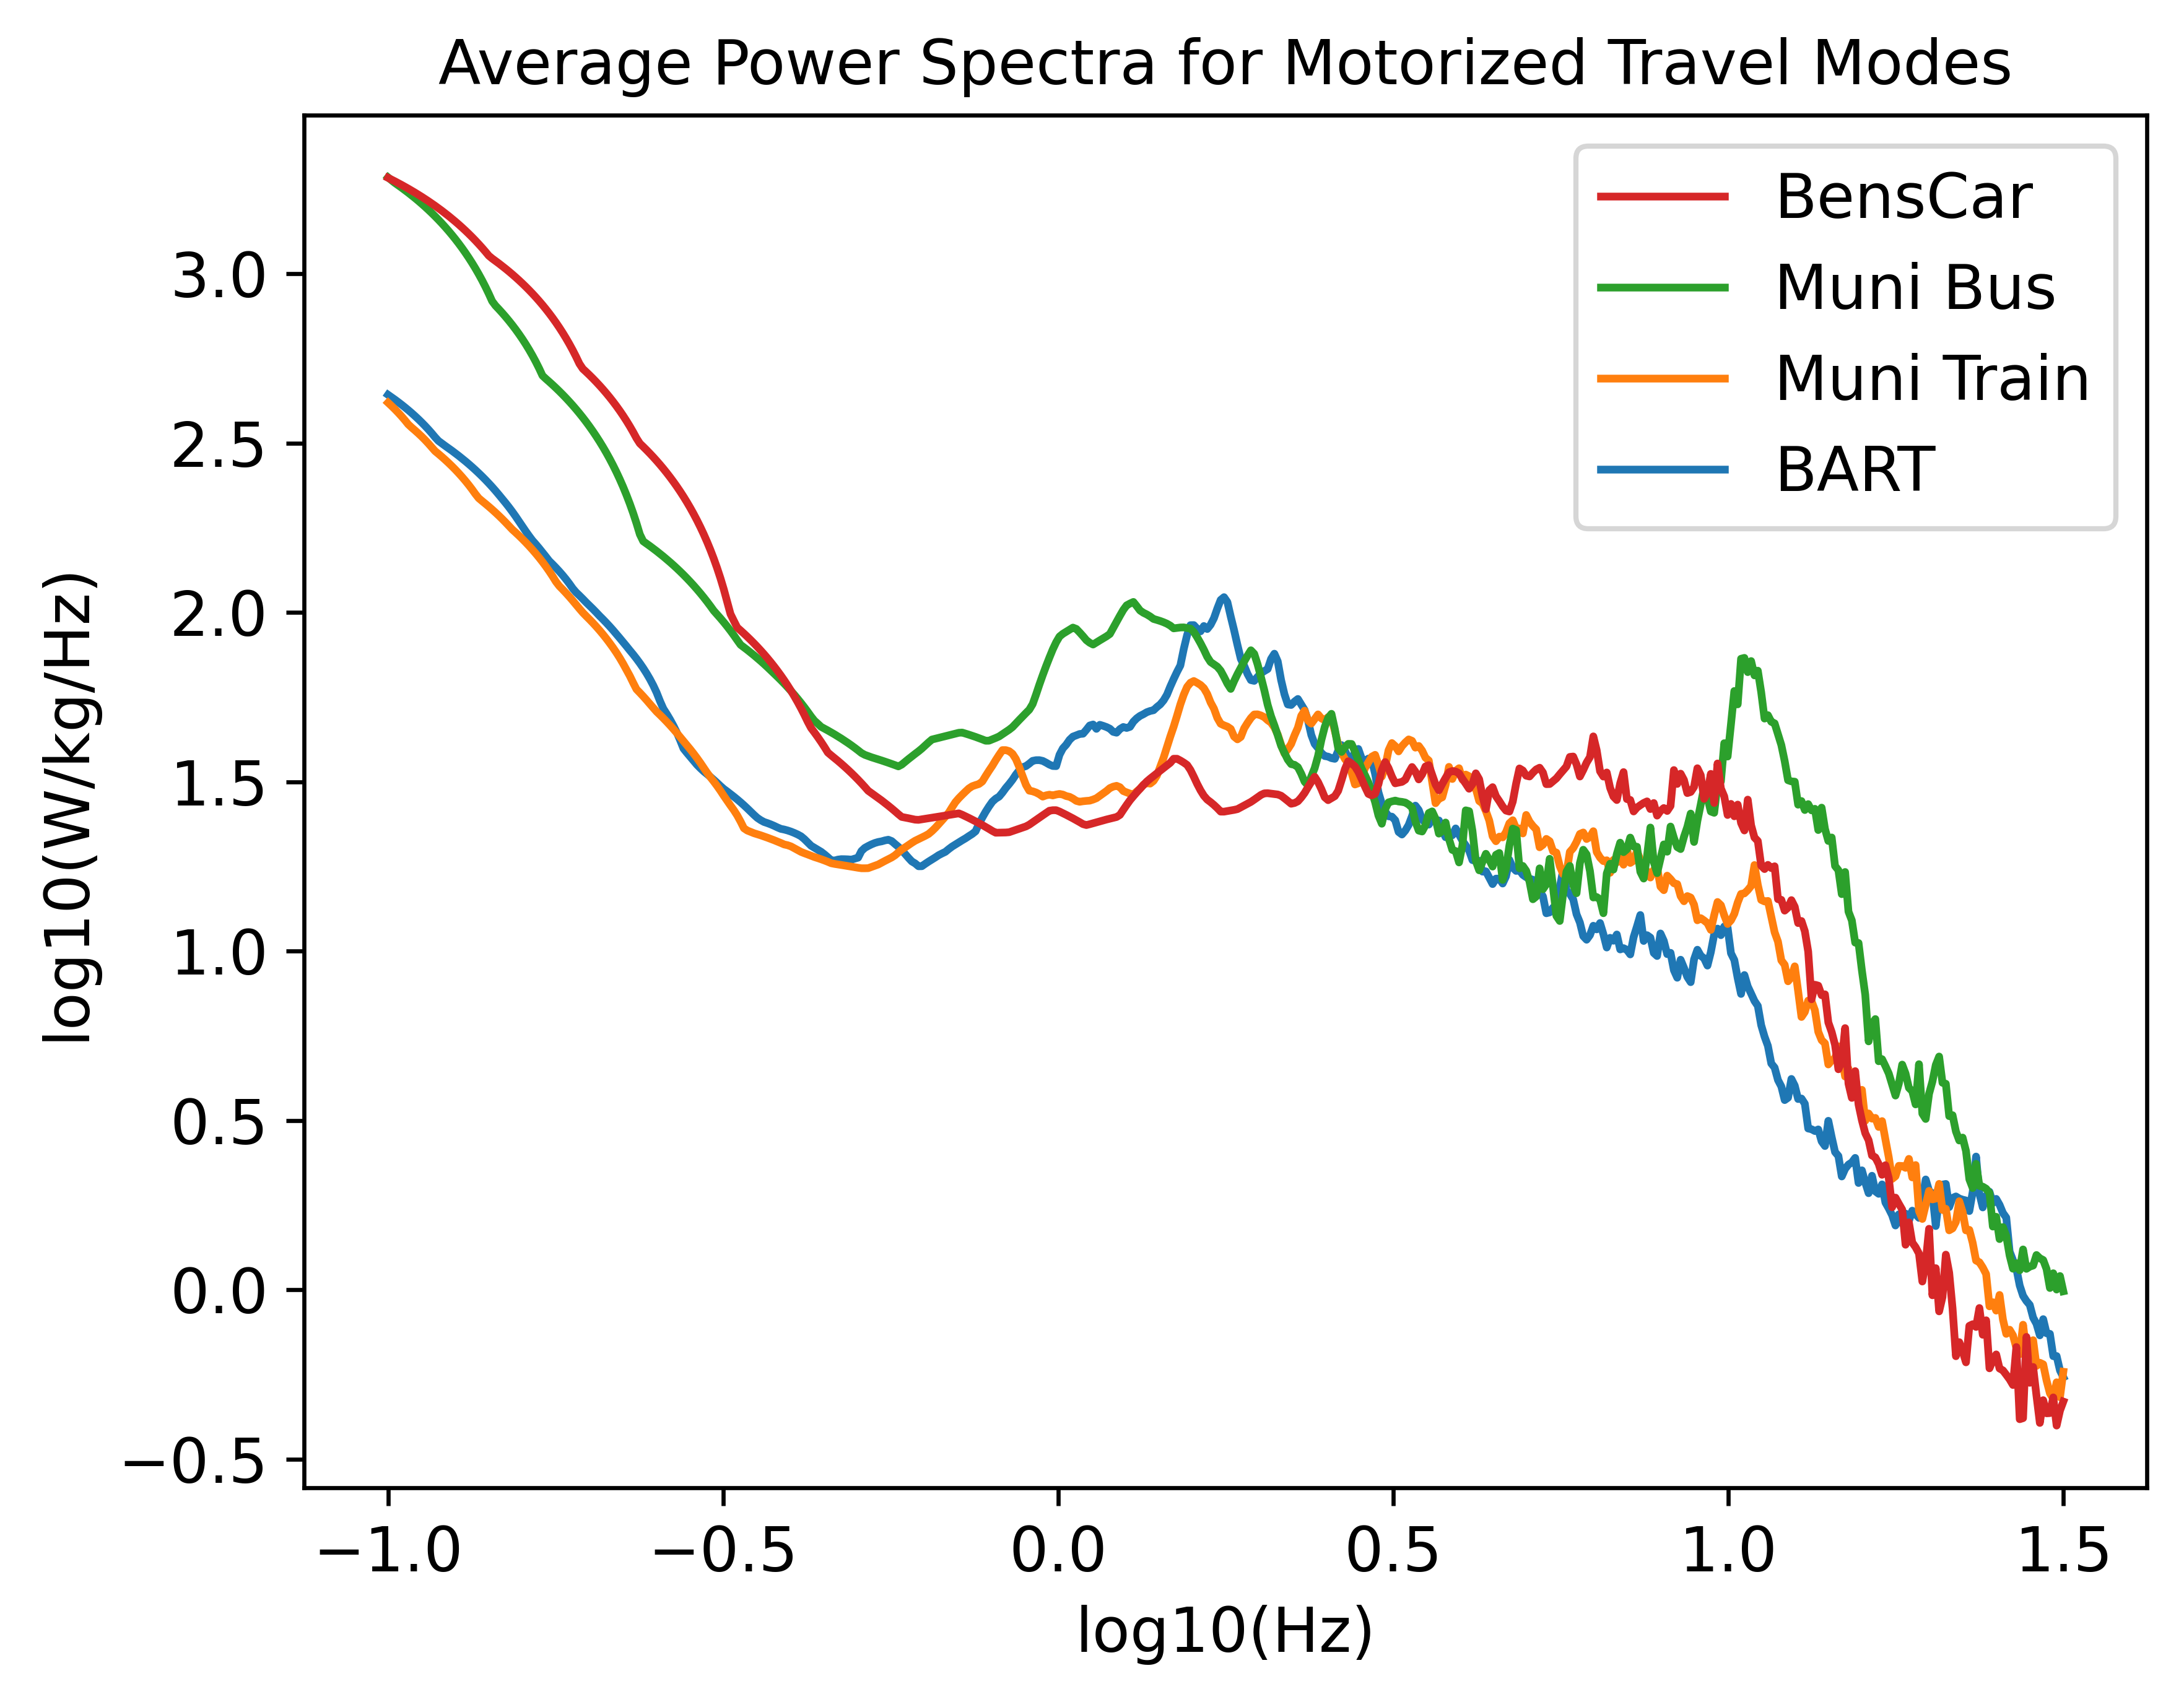 Average Power Spectra for Motorized Travel Modes
BensCar
Muni Bus
Muni Train
BART
log10(W/kg/Hz)
3.0
2.5
2.0
1.5
1.0
0.5
0.0
−0.5
−1.0 −0.5 0.0 0.5 1.0 1.5
log10(Hz)